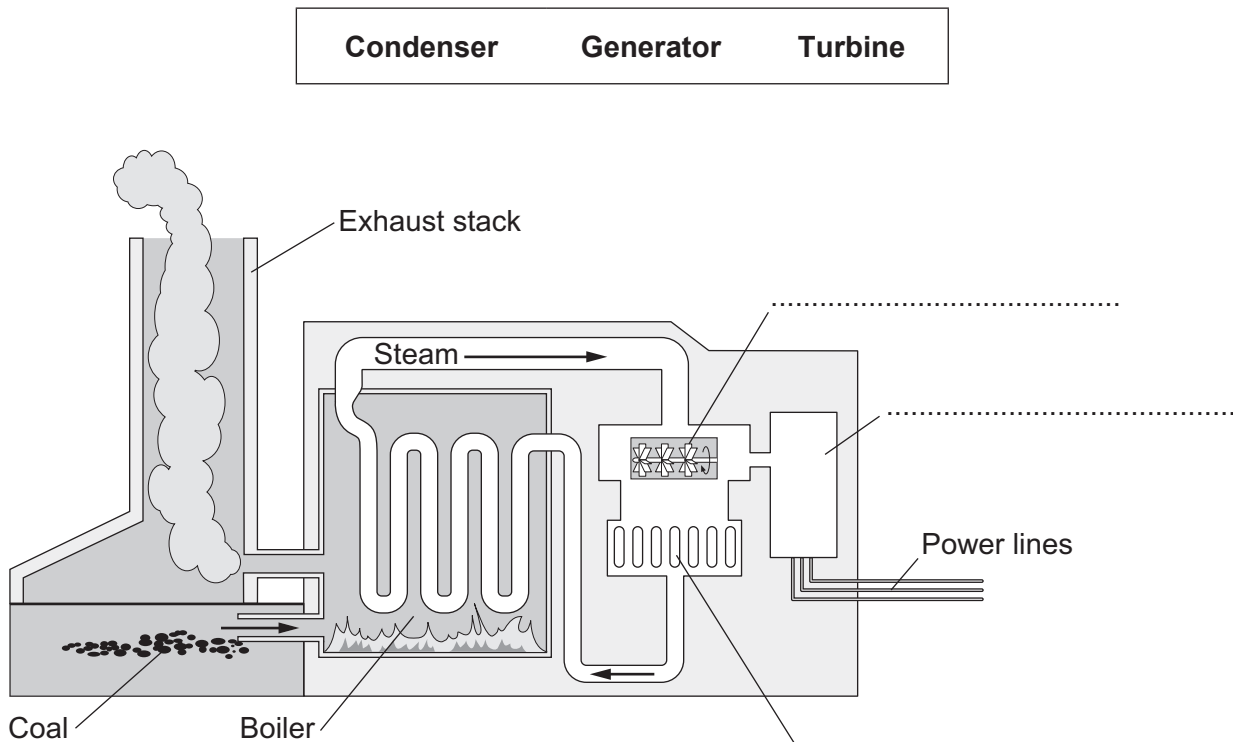 Condenser Generator Turbine
Exhaust stack
Steam
Power lines
Coal
Boiler